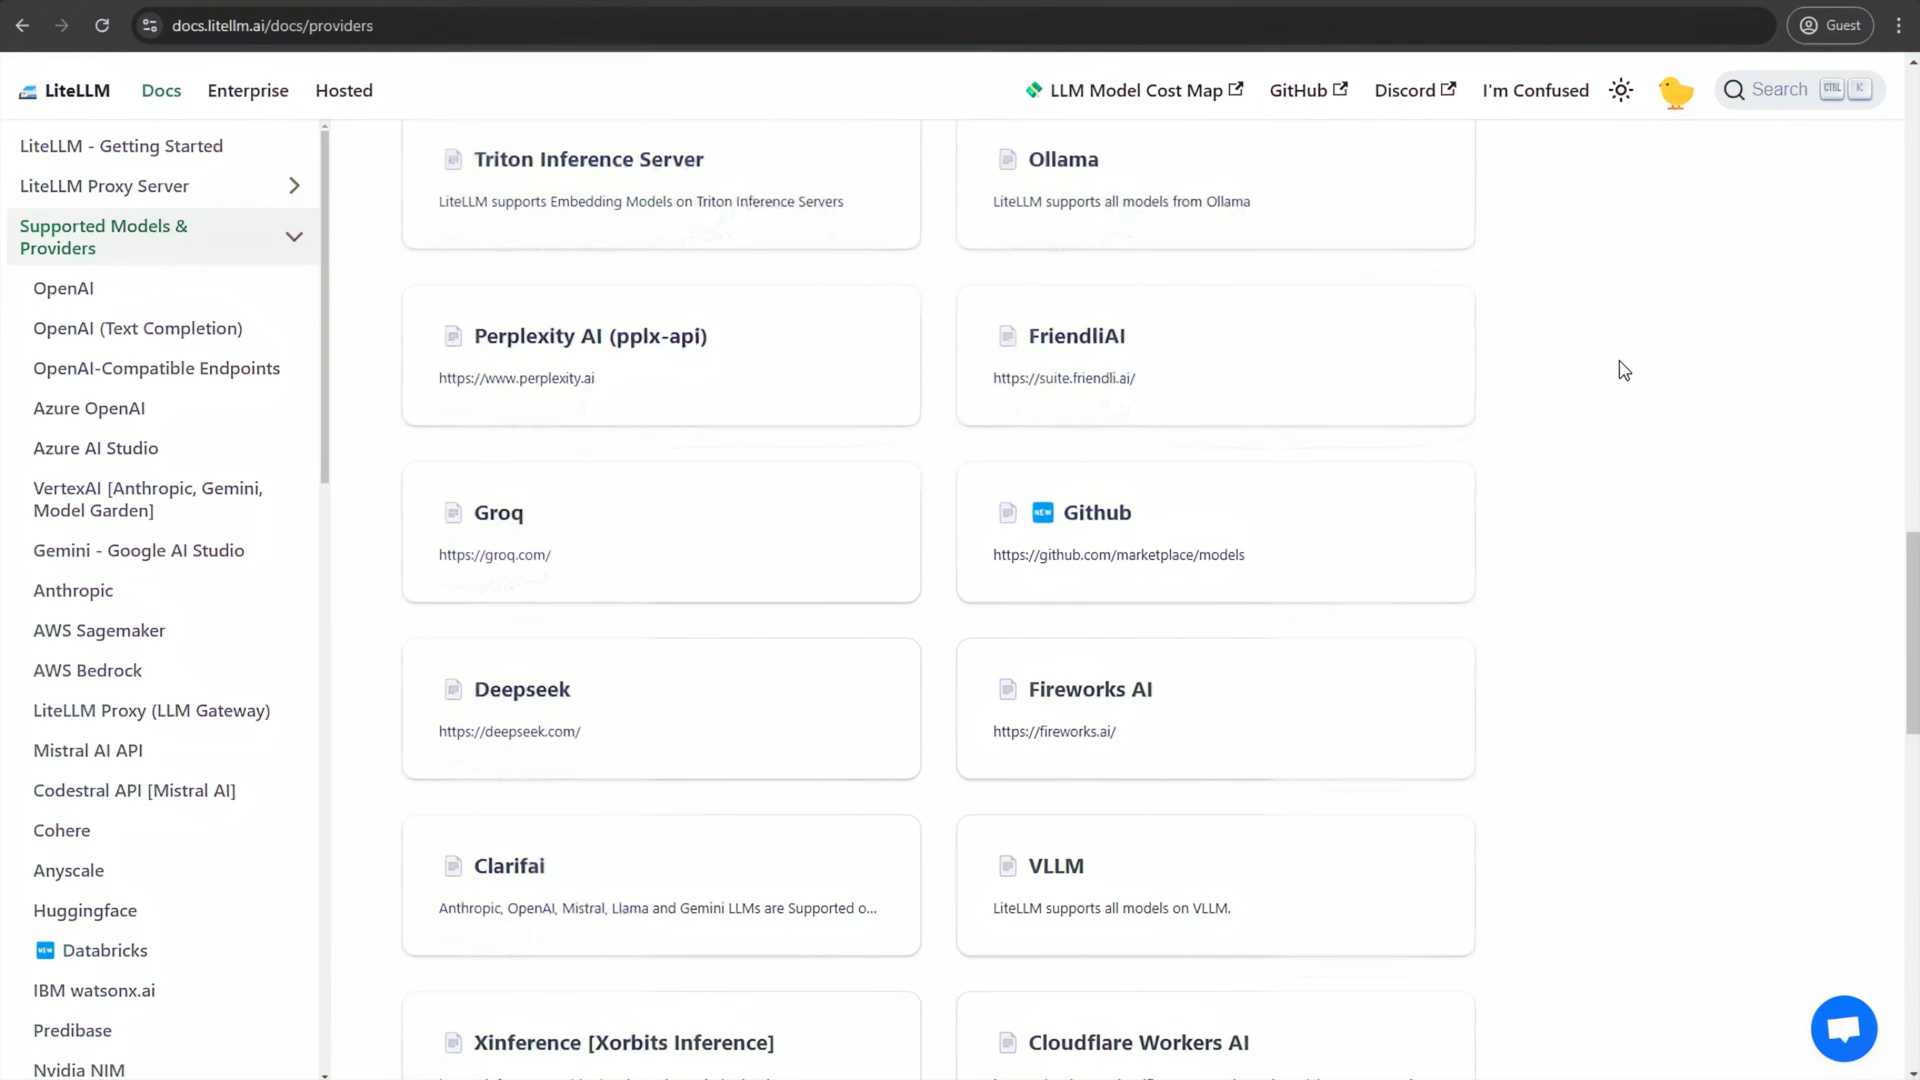 docs.litellm.ai/docs/providers
Guest
LiteLLM
Docs
Enterprise
Hosted
LLM Model Cost Map
GitHub
Discord
I'm Confused
Search
CTRL
K
LiteLLM - Getting Started
LiteLLM Proxy Server
Supported Models &
Providers
OpenAI
OpenAI (Text Completion)
OpenAI-Compatible Endpoints
Azure OpenAI
Azure AI Studio
VertexAI [Anthropic, Gemini,
Model Garden]
Gemini - Google AI Studio
Anthropic
AWS Sagemaker
AWS Bedrock
LiteLLM Proxy (LLM Gateway)
Mistral AI API
Codestral API [Mistral AI]
Cohere
Anyscale
Huggingface
NEW Databricks
IBM watsonx.ai
Predibase
Nvidia NIM
Triton Inference Server
LiteLLM supports Embedding Models on Triton Inference Servers
Ollama
LiteLLM supports all models from Ollama
Perplexity AI (pplx-api)
https://www.perplexity.ai
FriendliAI
https://suite.friendli.ai/
Groq
https://groq.com/
NEW Github
https://github.com/marketplace/models
Deepseek
https://deepseek.com/
Fireworks AI
https://fireworks.ai/
Clarifai
Anthropic, OpenAI, Mistral, Llama and Gemini LLMs are Supported o...
VLLM
LiteLLM supports all models on VLLM.
Xinference [Xorbits Inference]
Cloudflare Workers AI